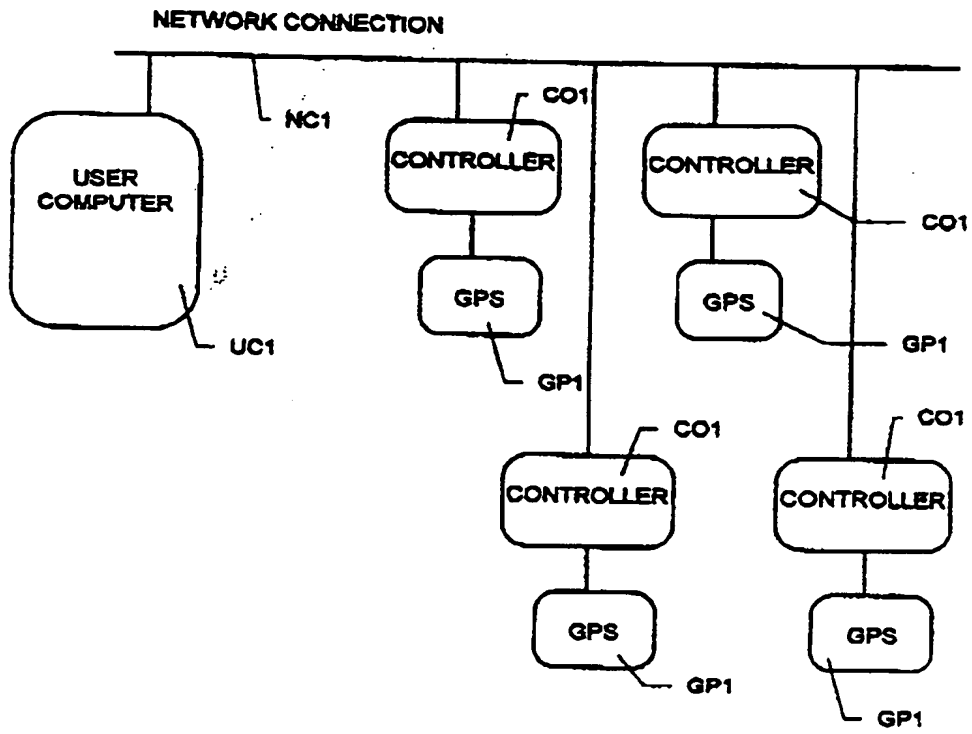 NETWORK CONNECTION
NC1
CO1
CONTROLLER
CONTROLLER
USER
COMPUTER
CO1
GPS
GPS
UC1
GP1
GP1
CO1
CO1
CONTROLLER
CONTROLLER
GPS
GPS
GP1
GP1